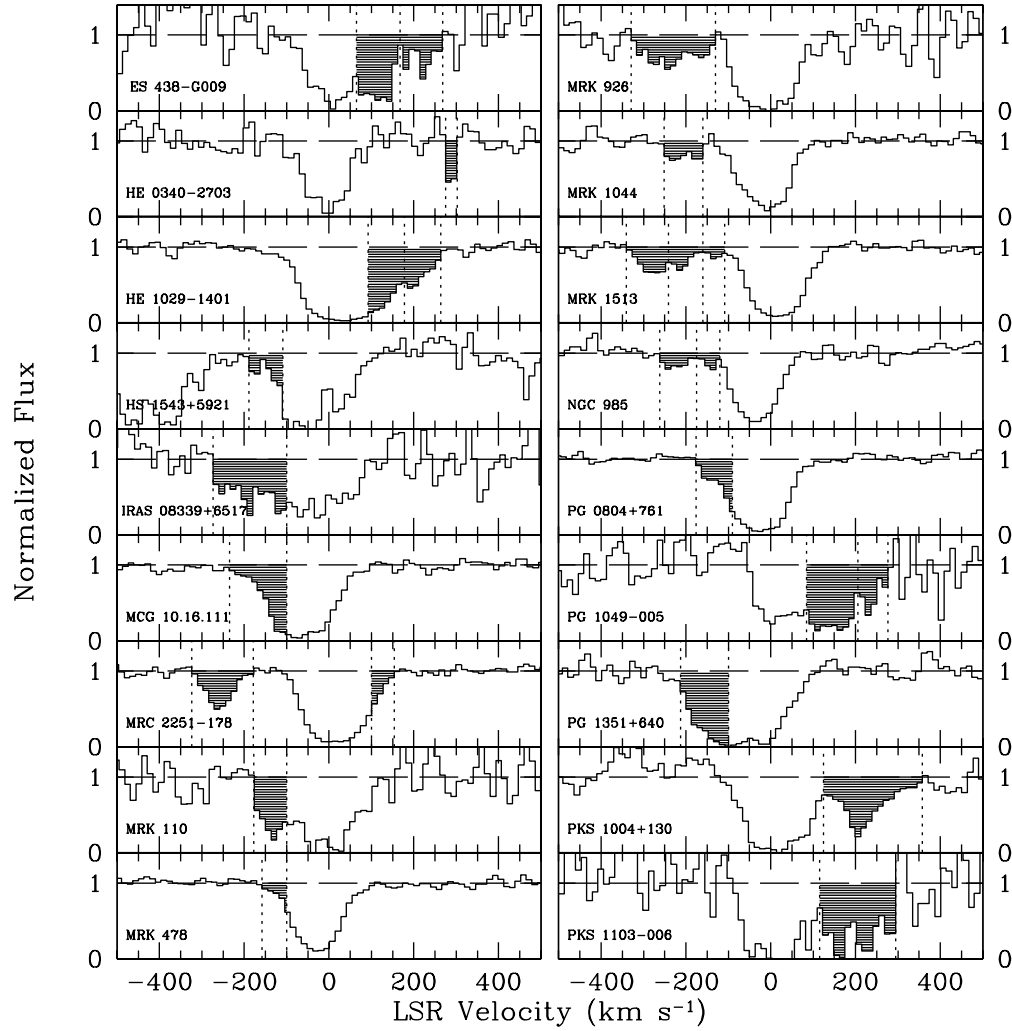 Normalized Flux
1
ES 438-G009
0
1
HE 0340-2703
0
1
HE 1029-1401
0
1
HS 1543+5921
0
1
IRAS 08339+6517
0
1
MCG 10.16.111
0
1
MRC 2251-178
0
1
MRK 110
0
1
MRK 478
0
-400 -200 0 200 400
1
MRK 926
0
1
MRK 1044
0
1
MRK 1513
0
1
NGC 985
0
1
PG 0804+761
0
1
PG 1049-005
0
1
PG 1351+640
0
1
PKS 1004+130
0
1
PKS 1103-006
0
-400 -200 0 200 400
LSR Velocity (km s⁻¹)